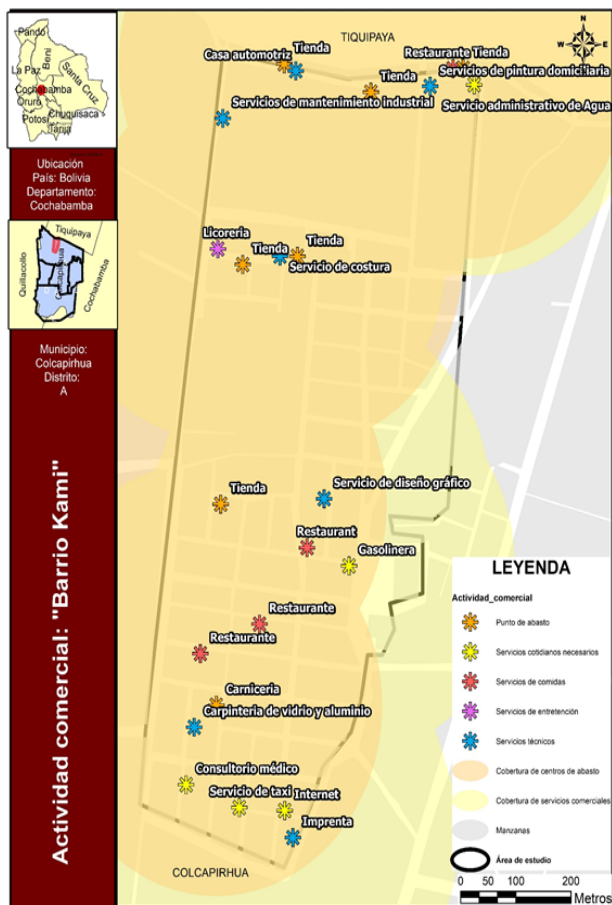 Pando
Beni
La Paz
Santa Cruz
Cochabamba
Oruro
Chuquisaca
Potosí
Tarija
Ubicación
País: Bolivia
Departamento:
Cochabamba
Tiquipaya
Quillacollo
Colcapirhua
Cochabamba
Municipio:
Colcapirhua
Distrito:
A
Actividad comercial: "Barrio Kami"
TIQUIPAYA
N
W
E
S
Casa automotriz
Tienda
Restaurante
Tienda
Servicios de pintura domiciliaria
Tienda
Servicios de mantenimiento industrial
Servicio administrativo de Agua
Licoreria
Tienda
Tienda
Servicio de costura
Tienda
Servicio de diseño gráfico
Restaurant
Gasolinera
Restaurante
Restaurante
Carniceria
Carpinteria de vidrio y aluminio
Consultorio médico
Servicio de taxi
Internet
Imprenta
COLCAPIRHUA
LEYENDA
Actividad_comercial
Punto de abasto
Servicios cotidianos necesarios
Servicios de comidas
Servicios de entretención
Servicios técnicos
Cobertura de centros de abasto
Cobertura de servicios comerciales
Manzanas
Área de estudio
0 50 100 200
Metros